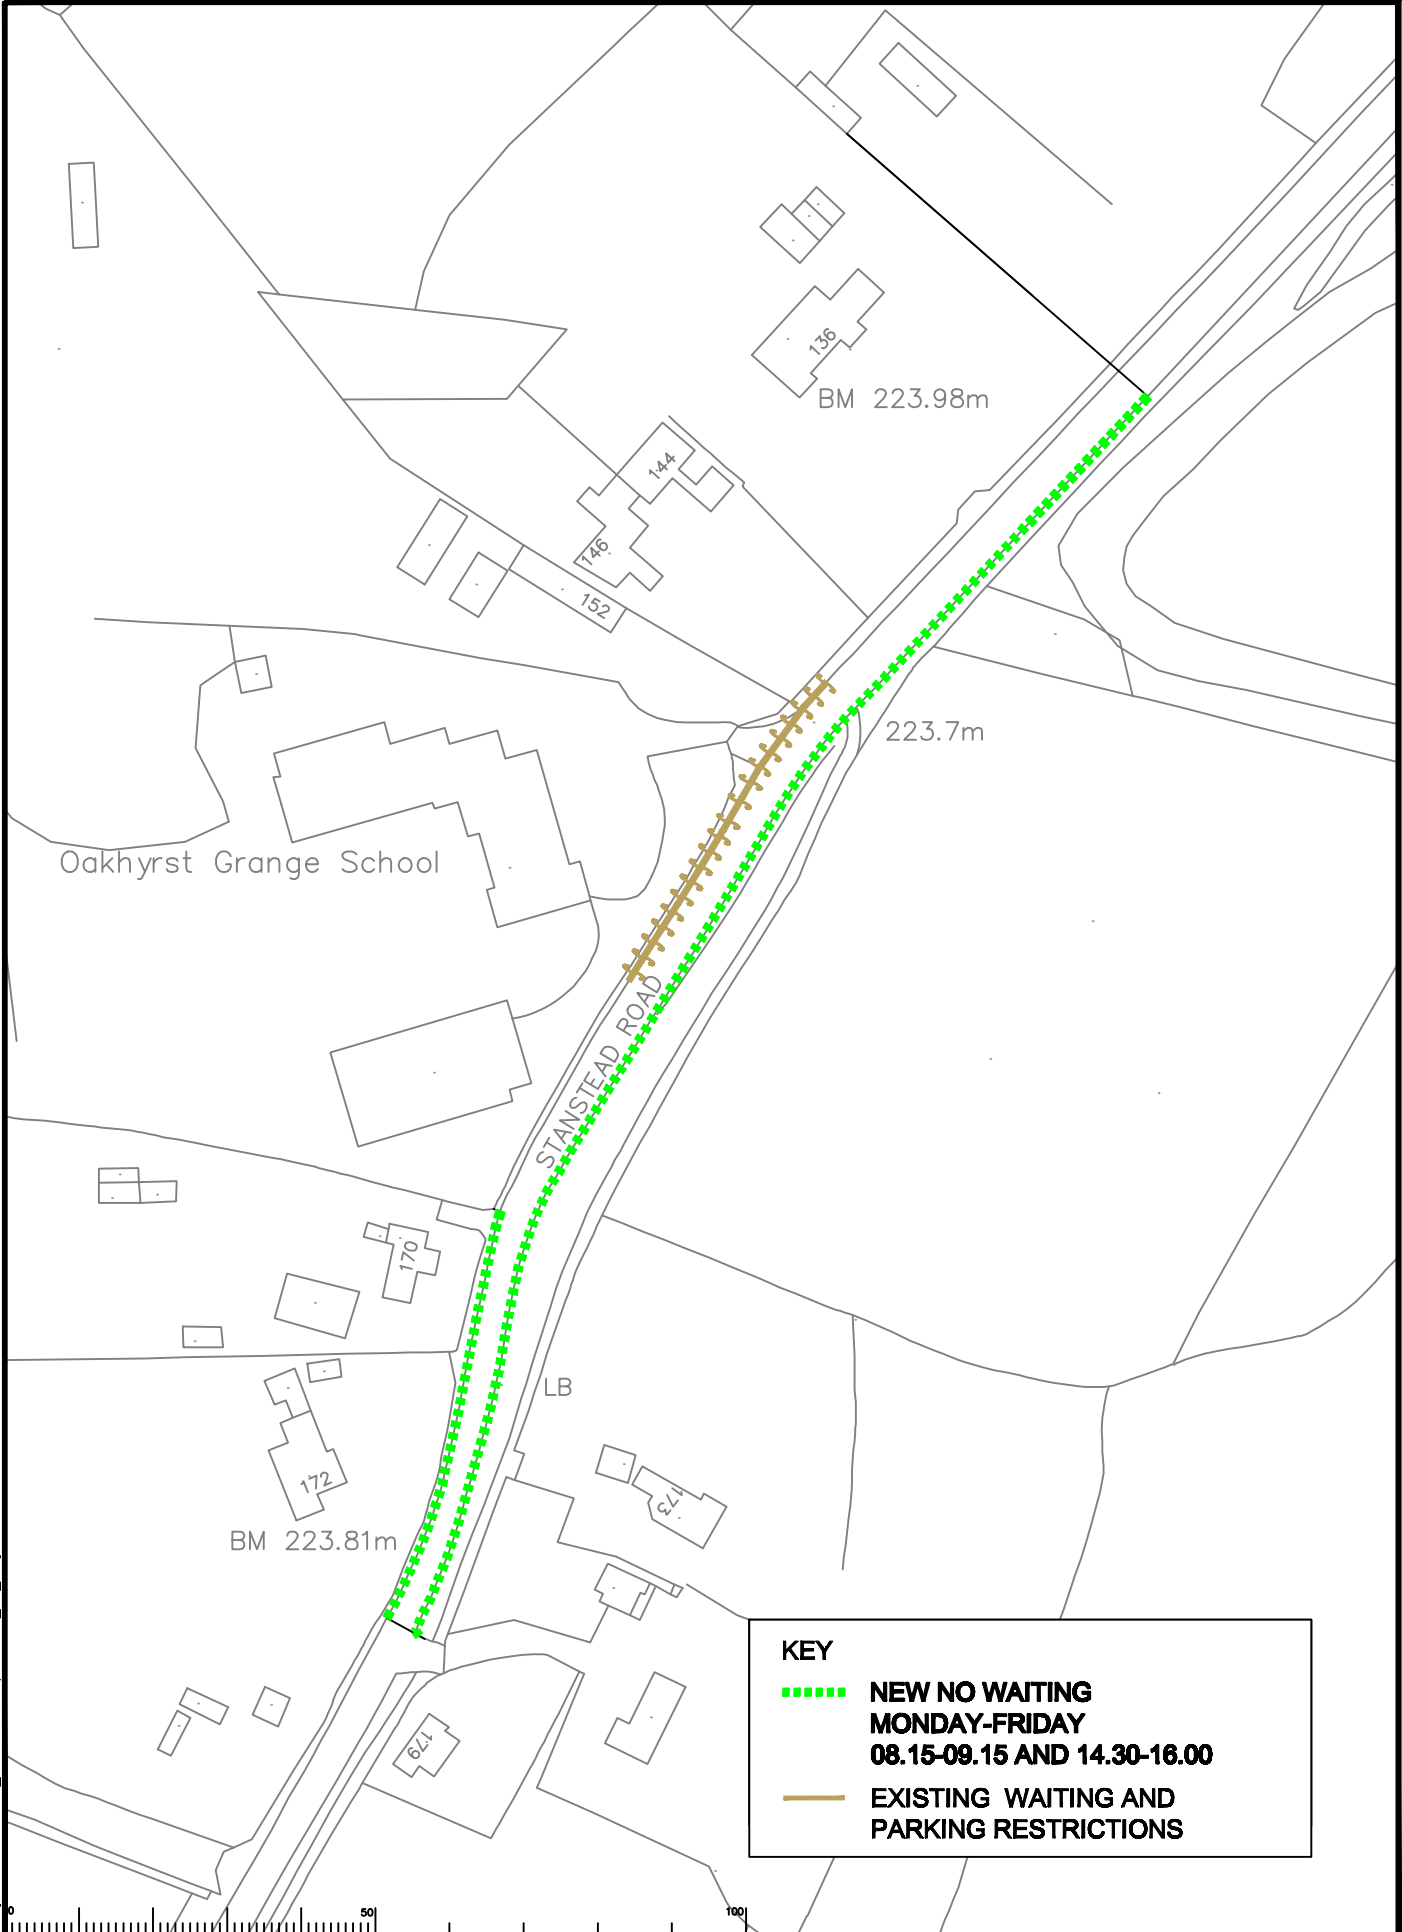 136
BM 223.98m
144
146
152
223.7m
Oakhyrst Grange School
STANSTEAD ROAD
170
LB
172
173
BM 223.81m
179
KEY
NEW NO WAITING
MONDAY-FRIDAY
08.15-09.15 AND 14.30-16.00
EXISTING WAITING AND
PARKING RESTRICTIONS
0 50 100